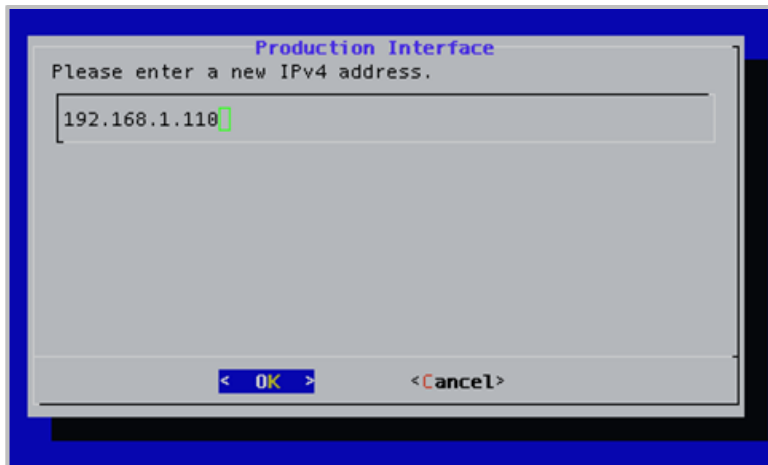 Production Interface
Please enter a new IPv4 address.
192.168.1.110
< OK > <Cancel>